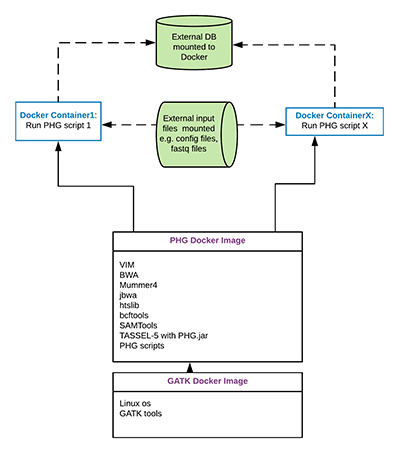 External DB
mounted to
Docker
Docker Container1:
Run PHG script 1
External input
files mounted
e.g. config files,
fastq files
Docker ContainerX:
Run PHG script X
PHG Docker Image
VIM
BWA
Mummer4
jbwa
htslib
bcftools
SAMTools
TASSEL-5 with PHG.jar
PHG scripts
GATK Docker Image
Linux os
GATK tools